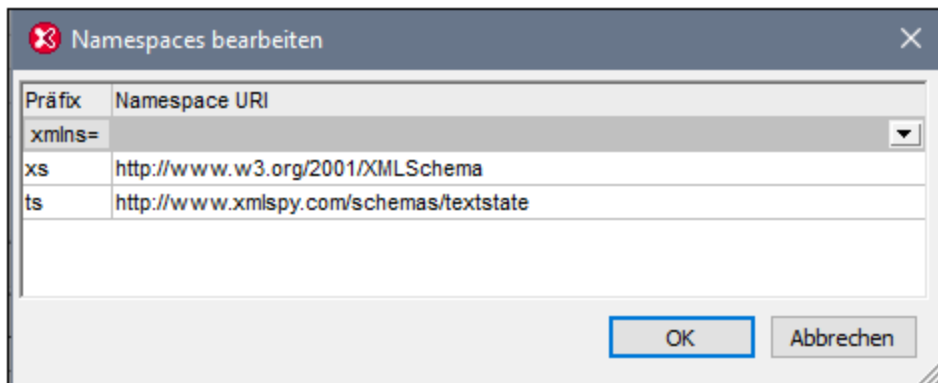 Namespaces bearbeiten
Präfix Namespace URI
xmlns=
xs http://www.w3.org/2001/XMLSchema
ts http://www.xmlspy.com/schemas/textstate
OK Abbrechen